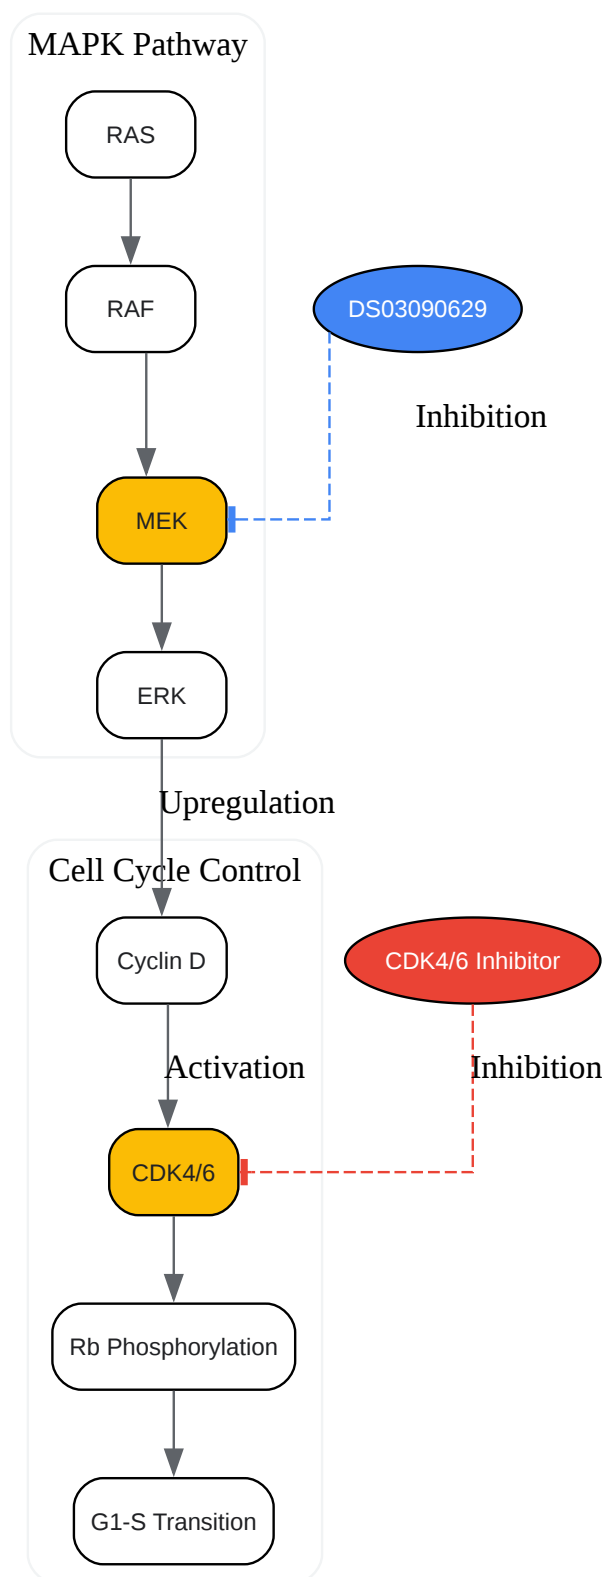 MAPK Pathway
RAS
RAF
DS03090629
Inhibition
MEK
ERK
Upregulation
Cell Cycle Control
Cyclin D
CDK4/6 Inhibitor
Activation
Inhibition
CDK4/6
Rb Phosphorylation
G1-S Transition